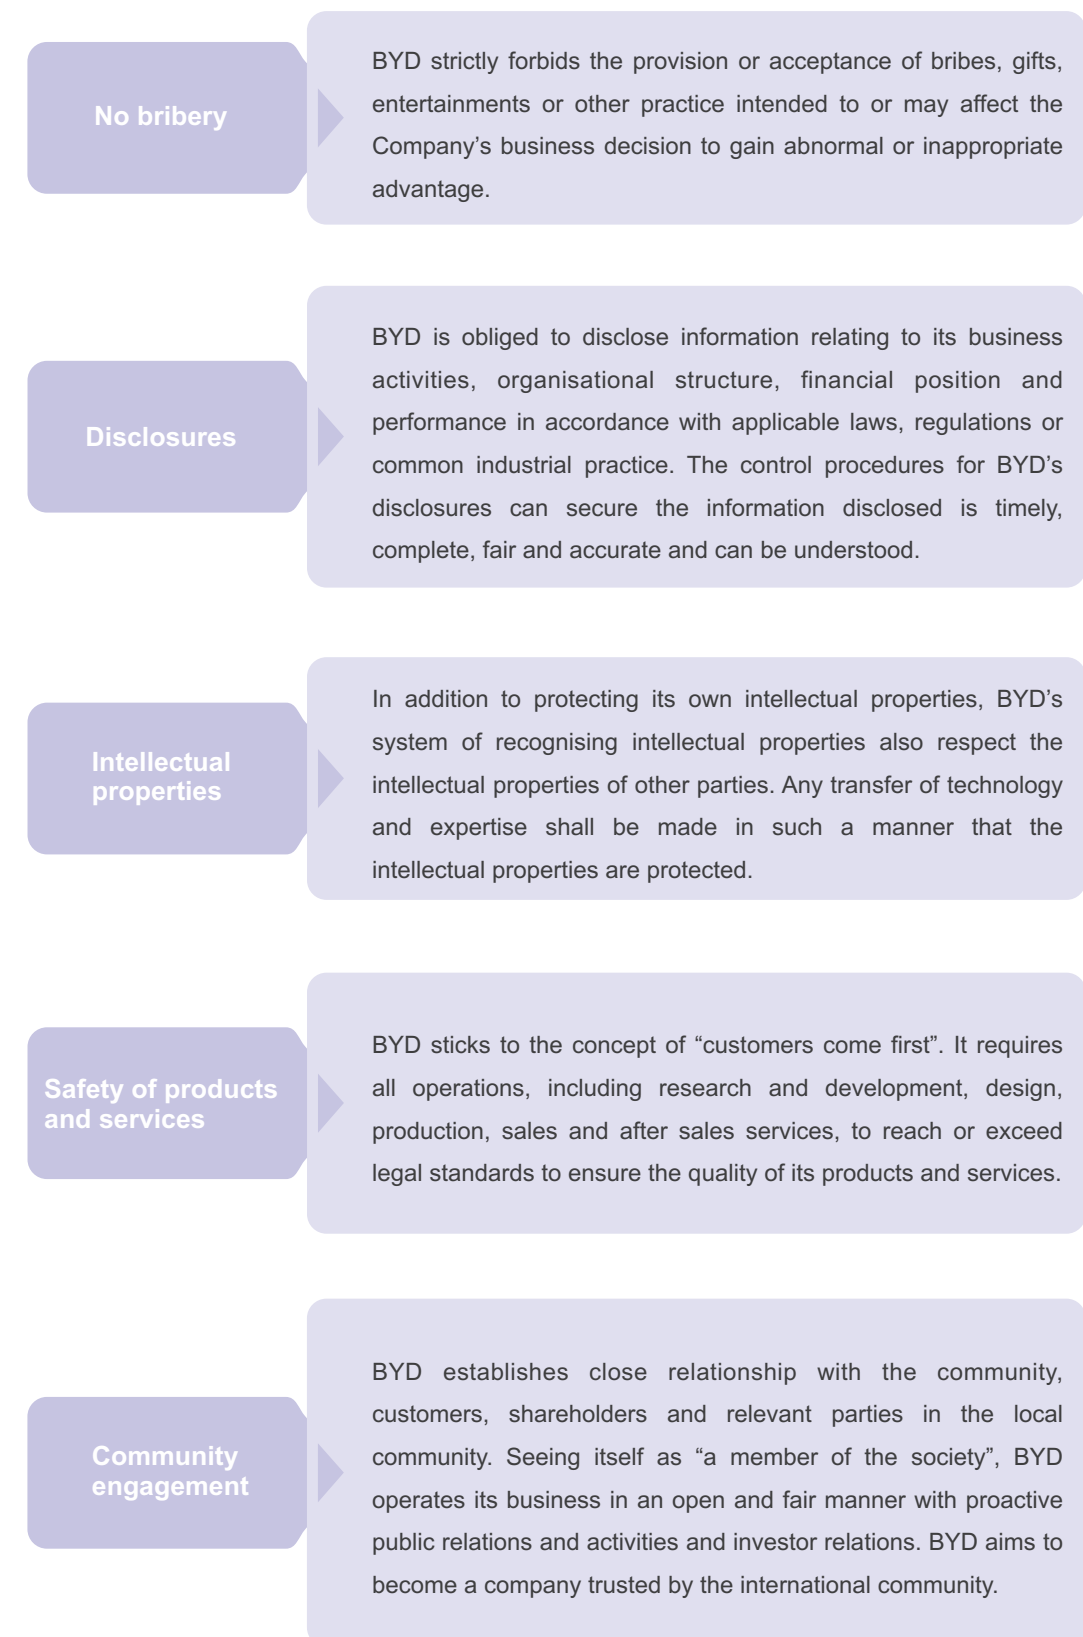 No bribery
BYD strictly forbids the provision or acceptance of bribes, gifts,
entertainments or other practice intended to or may affect the
Company’s business decision to gain abnormal or inappropriate
advantage.
Disclosures
BYD is obliged to disclose information relating to its business
activities, organisational structure, financial position and
performance in accordance with applicable laws, regulations or
common industrial practice. The control procedures for BYD’s
disclosures can secure the information disclosed is timely,
complete, fair and accurate and can be understood.
Intellectual
properties
In addition to protecting its own intellectual properties, BYD’s
system of recognising intellectual properties also respect the
intellectual properties of other parties. Any transfer of technology
and expertise shall be made in such a manner that the
intellectual properties are protected.
Safety of products
and services
BYD sticks to the concept of “customers come first”. It requires
all operations, including research and development, design,
production, sales and after sales services, to reach or exceed
legal standards to ensure the quality of its products and services.
Community
engagement
BYD establishes close relationship with the community,
customers, shareholders and relevant parties in the local
community. Seeing itself as “a member of the society”, BYD
operates its business in an open and fair manner with proactive
public relations and activities and investor relations. BYD aims to
become a company trusted by the international community.